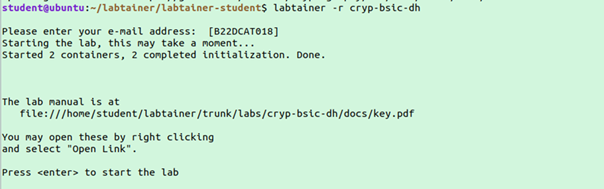 student@ubuntu:~/labtainer/labtainer-student$ labtainer -r cryp-bsic-dh
Please enter your e-mail address:  [B22DCAT018]
Starting the lab, this may take a moment...
Started 2 containers, 2 completed initialization. Done.
The lab manual is at
file:///home/student/labtainer/trunk/labs/cryp-bsic-dh/docs/key.pdf
You may open these by right clicking
and select "Open Link".
Press <enter> to start the lab